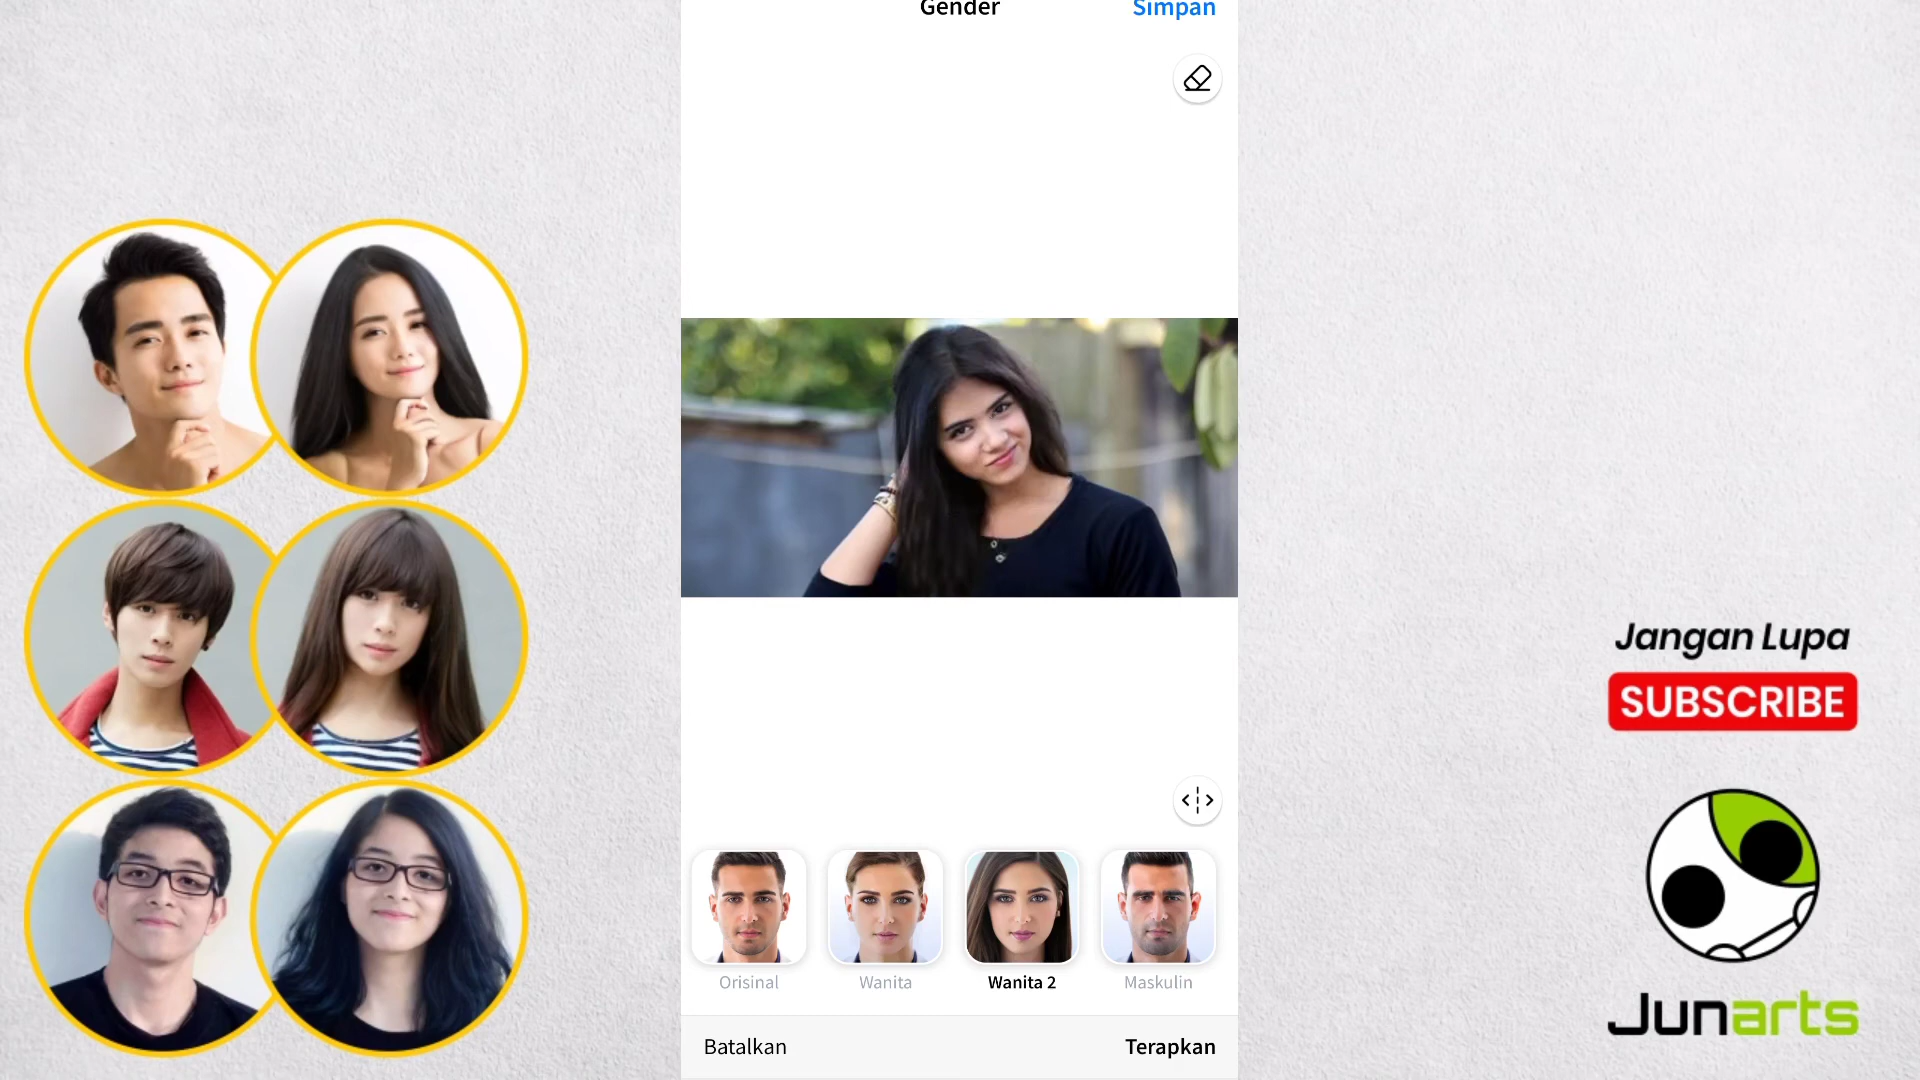 Gender
Simpan
Orisinal
Wanita
Wanita 2
Maskulin
Batalkan
Terapkan
Jangan Lupa
SUBSCRIBE
Junarts